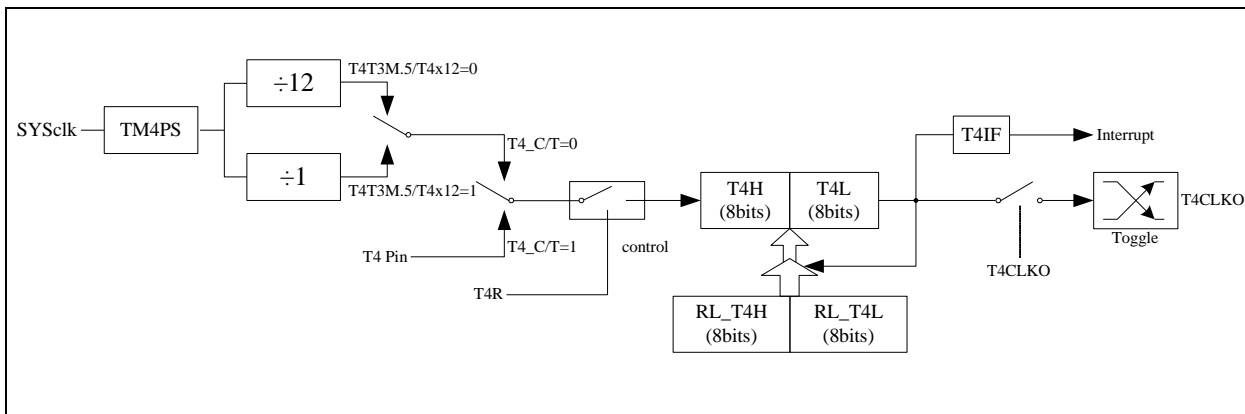 T4T3M.5/T4x12=0
÷12
SYSclk
TM4PS
T4_C/T=0
T4IF
Interrupt
÷1
T4T3M.5/T4x12=1
T4H
(8bits)
T4L
(8bits)
T4CLKO
T4 Pin
T4_C/T=1
control
Toggle
T4CLKO
T4R
RL_T4H
(8bits)
RL_T4L
(8bits)